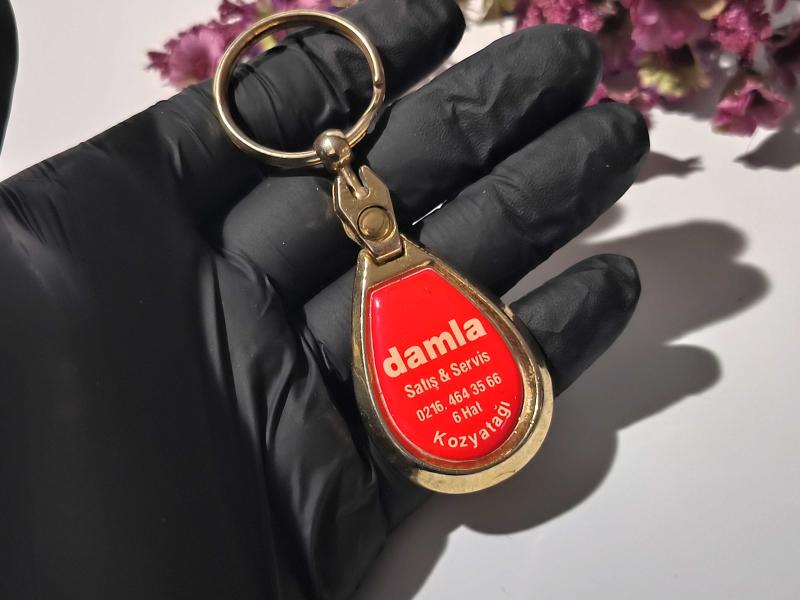 damla
Satış & Servis
0216. 464 35 66
6 Hat
Kozyatağı